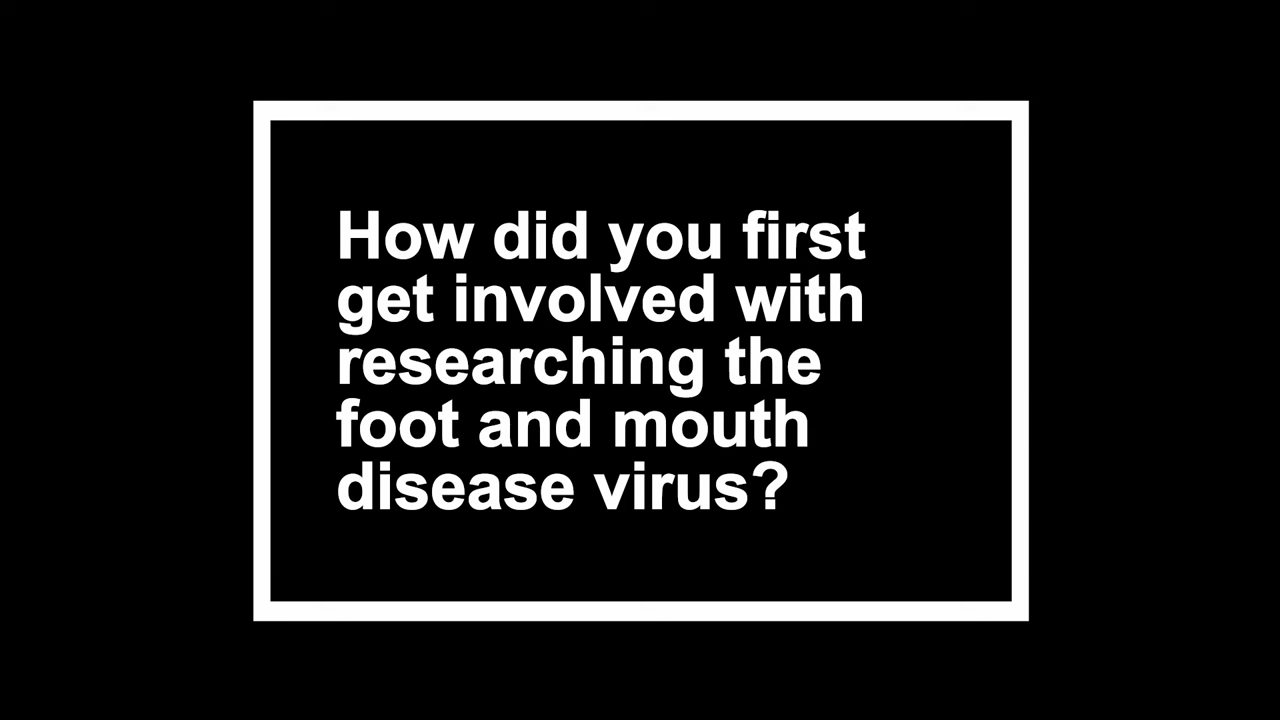 How did you first
get involved with
researching the
foot and mouth
disease virus?